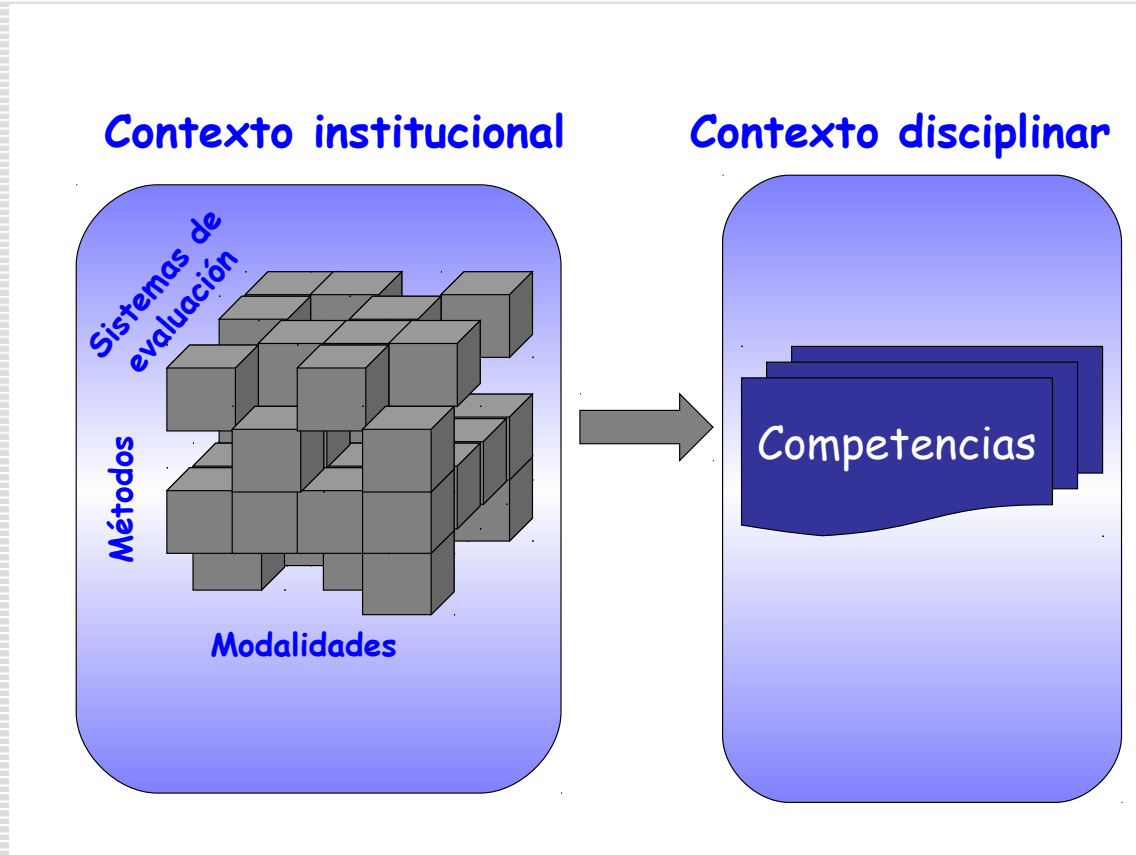 Contexto institucional
Contexto disciplinar
Sistemas de
evaluación
Métodos
Modalidades
Competencias